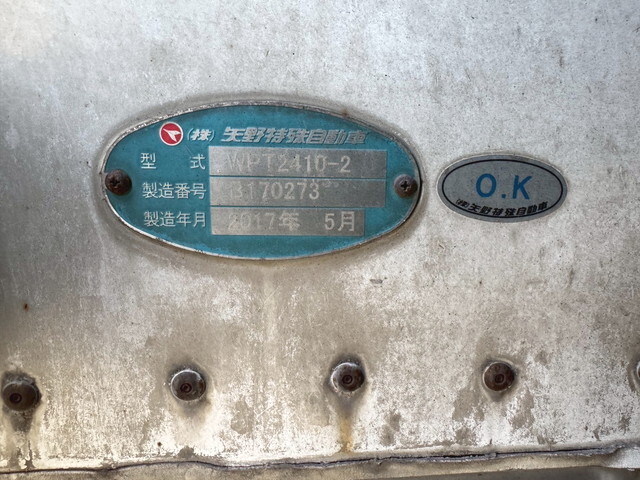 (株) 矢野特殊自動車
型式 WPT2410-2
製造番号 B170273
製造年月 2017年 5月
O.K
(株)矢野特殊自動車